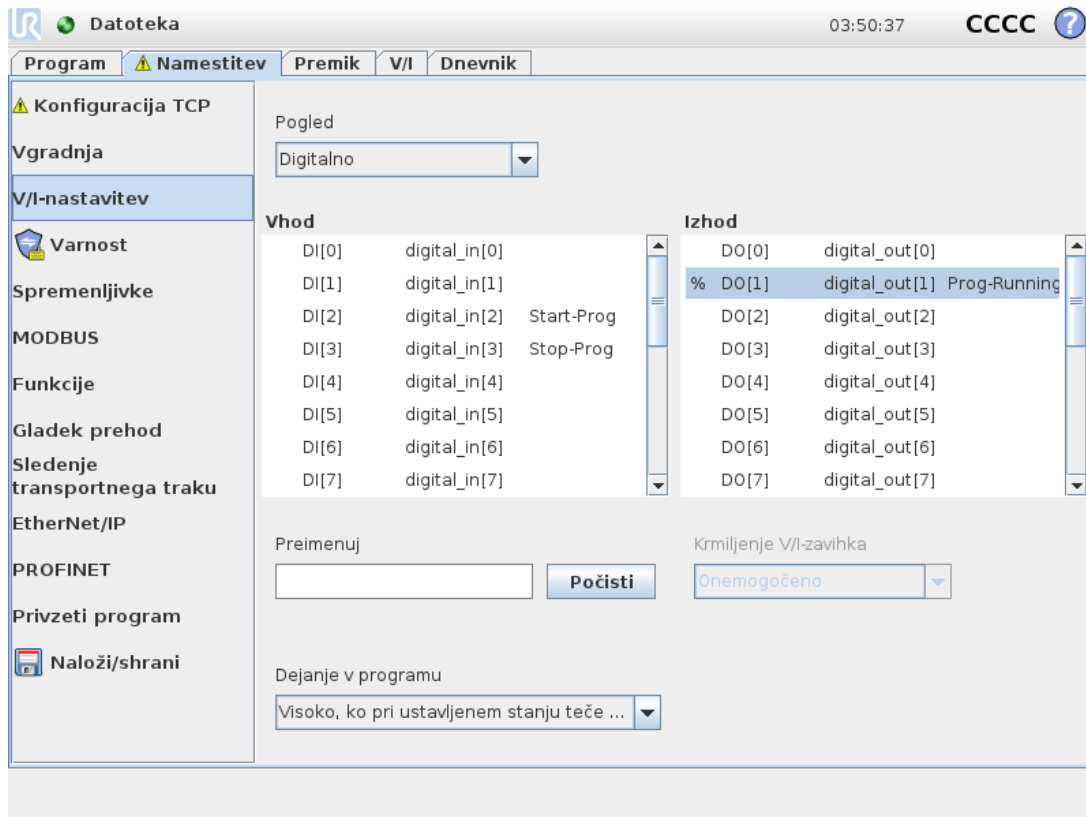 UR Datoteka 03:50:37 CCCC ?
Program Namestitev Premik V/I Dnevnik
Konfiguracija TCP
Vgradnja
V/I-nastavitev
Varnost
Spremenljivke
MODBUS
Funkcije
Gladek prehod
Sledenje
transportnega traku
EtherNet/IP
PROFINET
Privzeti program
Naloži/shrani
Pogled
Digitalno
Vhod
DI[0] digital_in[0]
DI[1] digital_in[1]
DI[2] digital_in[2] Start-Prog
DI[3] digital_in[3] Stop-Prog
DI[4] digital_in[4]
DI[5] digital_in[5]
DI[6] digital_in[6]
DI[7] digital_in[7]
Izhod
DO[0] digital_out[0]
% DO[1] digital_out[1] Prog-Running
DO[2] digital_out[2]
DO[3] digital_out[3]
DO[4] digital_out[4]
DO[5] digital_out[5]
DO[6] digital_out[6]
DO[7] digital_out[7]
Preimenuj
Počisti
Krmiljenje V/I-zavihka
Onemogočeno
Dejanje v programu
Visoko, ko pri ustavljenem stanju teče ...